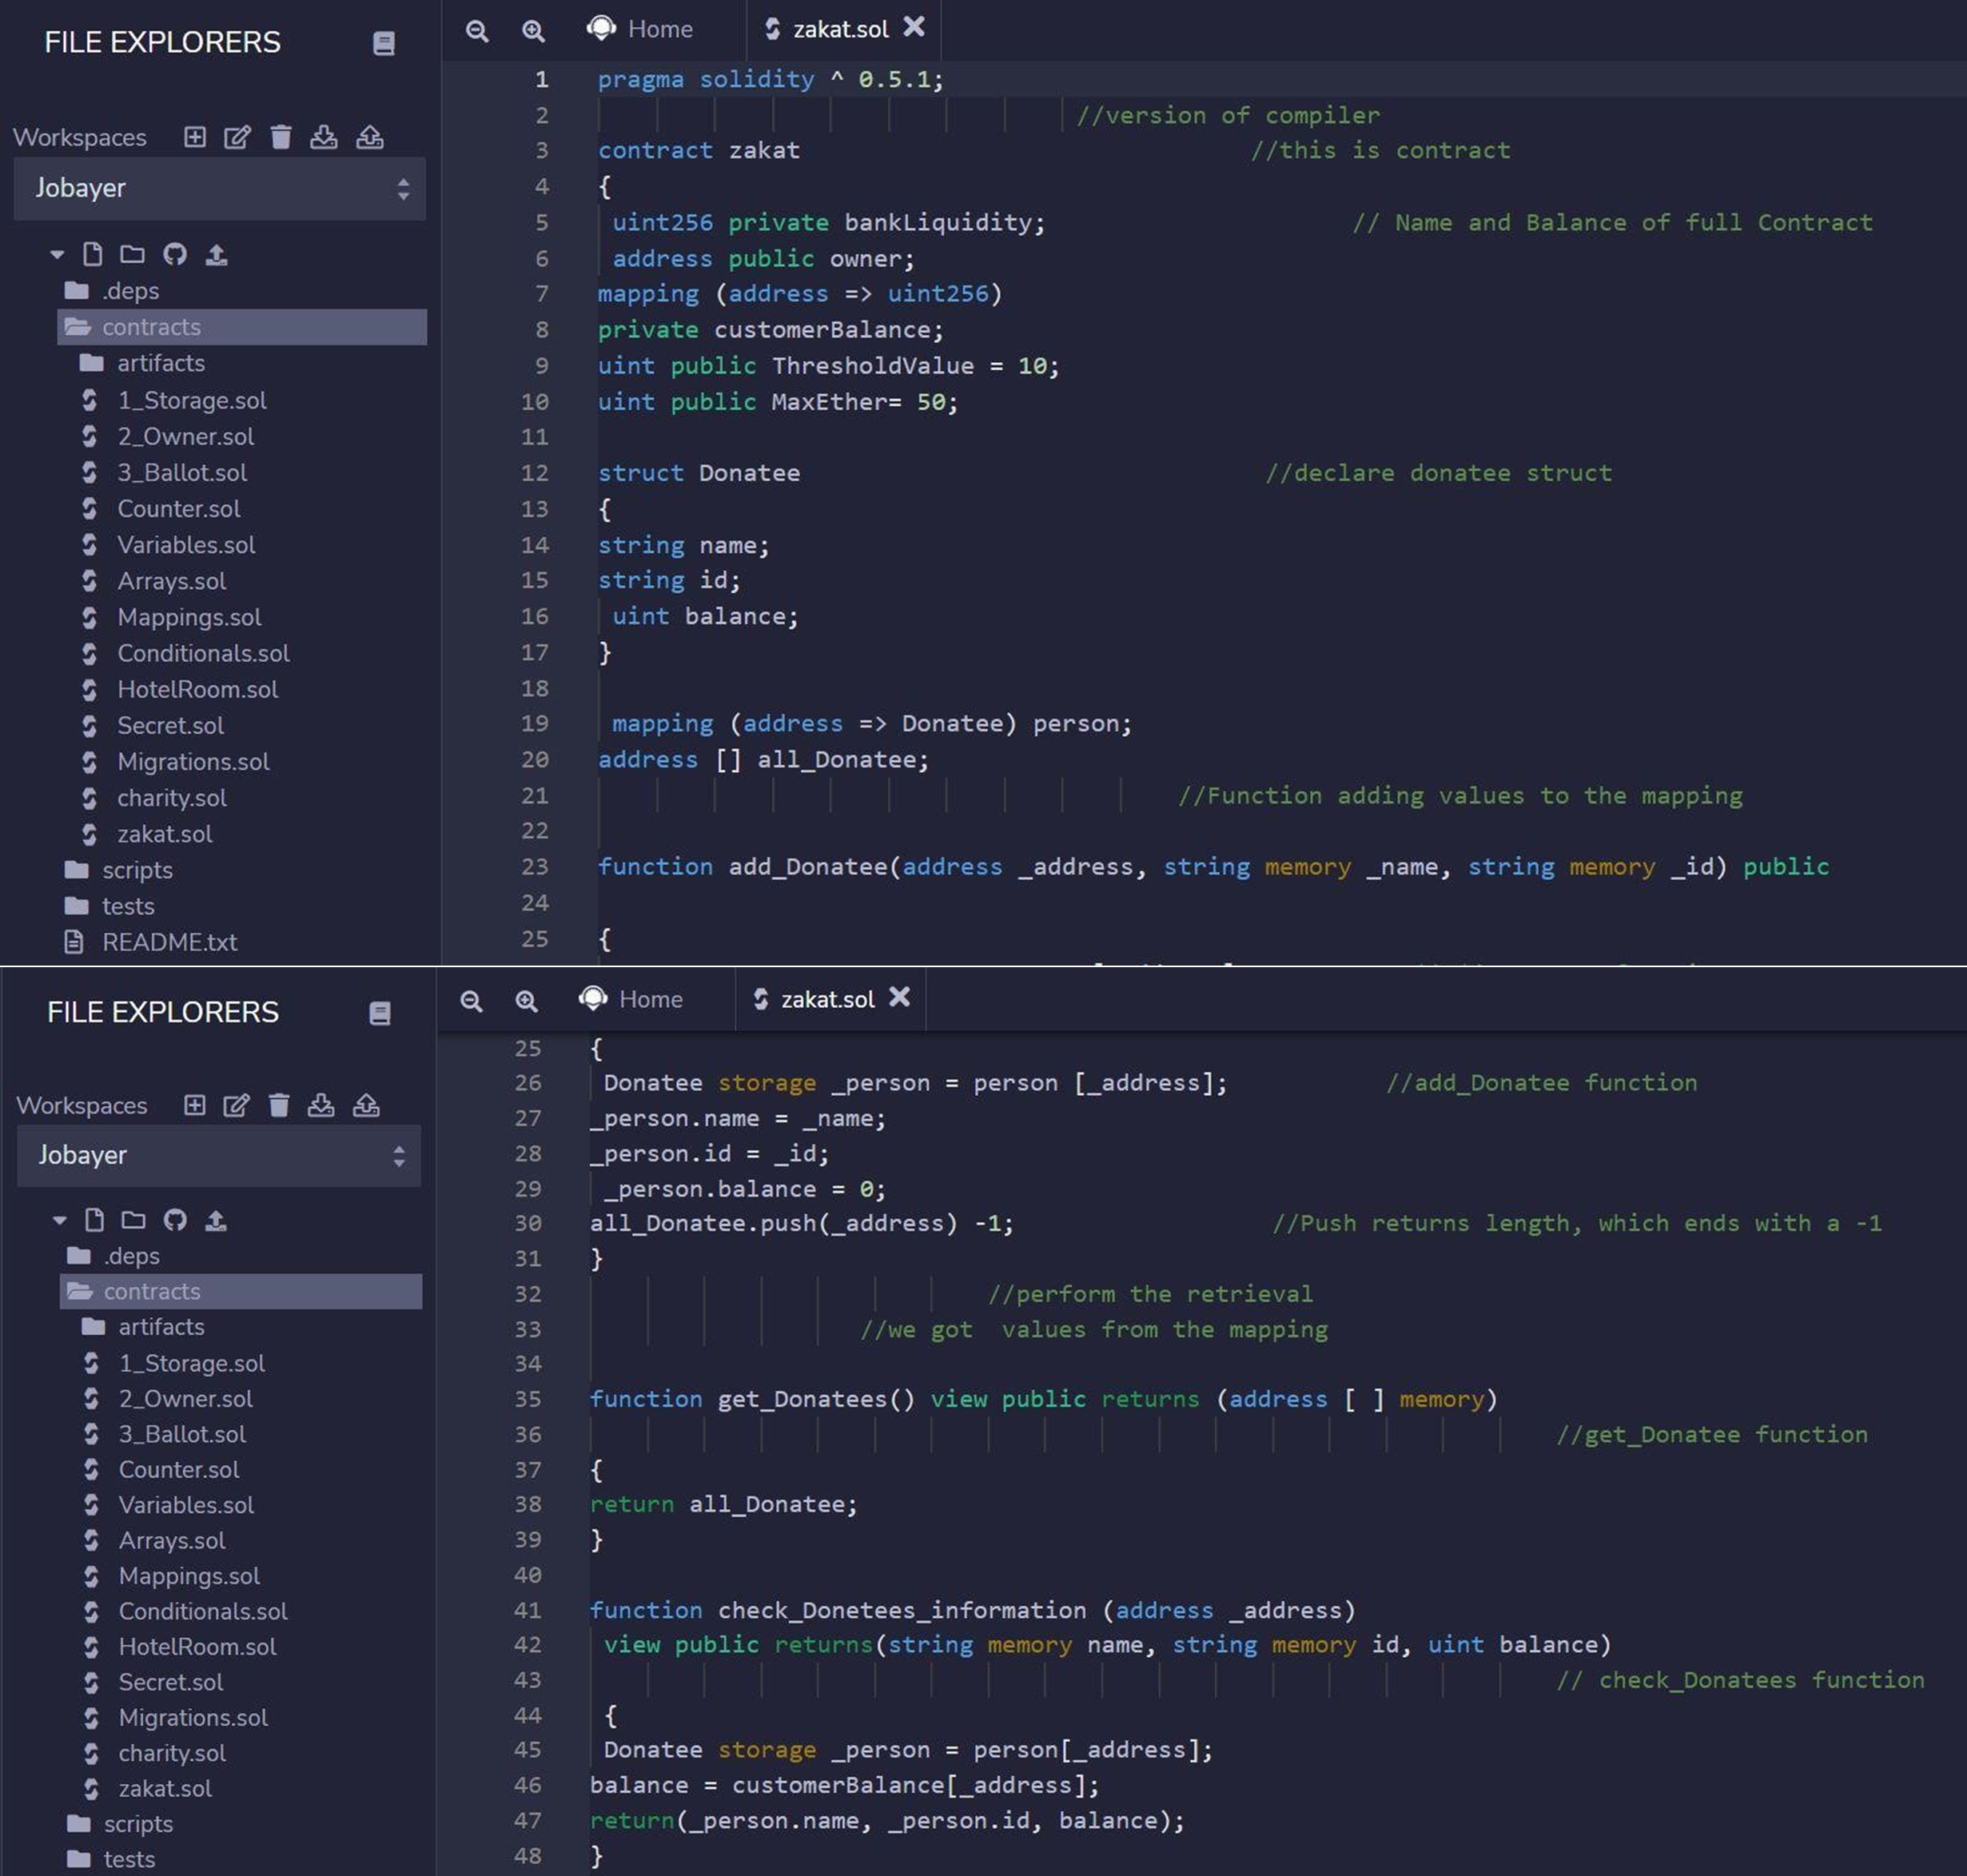 FILE EXPLORERS
Home
zakat.sol
Workspaces
Jobayer
.deps
contracts
artifacts
1_Storage.sol
2_Owner.sol
3_Ballot.sol
Counter.sol
Variables.sol
Arrays.sol
Mappings.sol
Conditionals.sol
HotelRoom.sol
Secret.sol
Migrations.sol
charity.sol
zakat.sol
scripts
tests
README.txt
1 pragma solidity ^ 0.5.1;
2 //version of compiler
3 contract zakat //this is contract
4 {
5 uint256 private bankLiquidity; // Name and Balance of full Contract
6 address public owner;
7 mapping (address => uint256)
8 private customerBalance;
9 uint public ThresholdValue = 10;
10 uint public MaxEther= 50;
11
12 struct Donatee //declare donatee struct
13 {
14 string name;
15 string id;
16 uint balance;
17 }
18
19 mapping (address => Donatee) person;
20 address [] all_Donatee;
21 //Function adding values to the mapping
22
23 function add_Donatee(address _address, string memory _name, string memory _id) public
24
25 {
FILE EXPLORERS
Home
zakat.sol
Workspaces
Jobayer
.deps
contracts
artifacts
1_Storage.sol
2_Owner.sol
3_Ballot.sol
Counter.sol
Variables.sol
Arrays.sol
Mappings.sol
Conditionals.sol
HotelRoom.sol
Secret.sol
Migrations.sol
charity.sol
zakat.sol
scripts
tests
25 {
26 Donatee storage _person = person [_address]; //add_Donatee function
27 _person.name = _name;
28 _person.id = _id;
29 _person.balance = 0;
30 all_Donatee.push(_address) -1; //Push returns length, which ends with a -1
31 }
32 //perform the retrieval
33 //we got  values from the mapping
34
35 function get_Donatees() view public returns (address [ ] memory)
36 //get_Donatee function
37 {
38 return all_Donatee;
39 }
40
41 function check_Donetees_information (address _address)
42 view public returns(string memory name, string memory id, uint balance)
43 // check_Donatees function
44 {
45 Donatee storage _person = person[_address];
46 balance = customerBalance[_address];
47 return(_person.name, _person.id, balance);
48 }